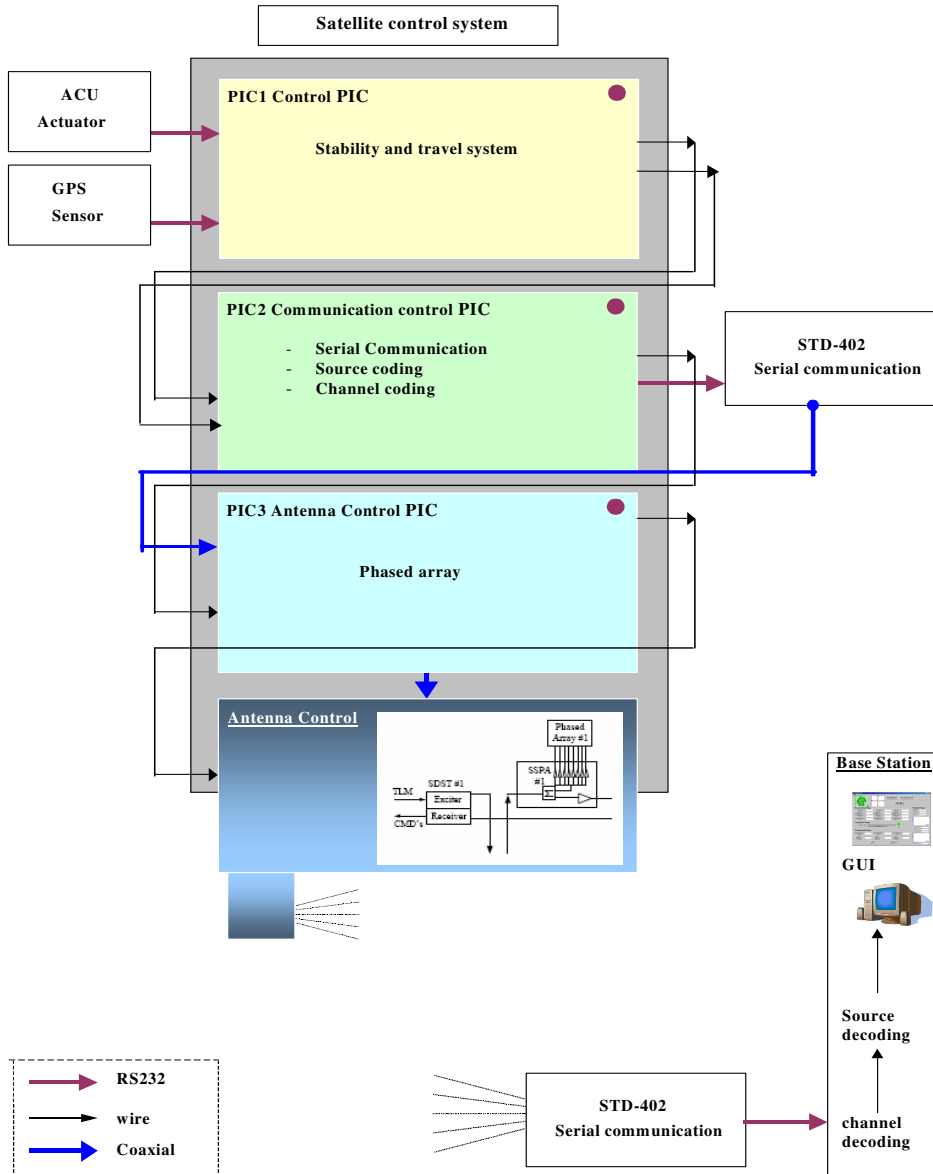 Satellite control system
ACU
Actuator
GPS
Sensor
PIC1 Control PIC
Stability and travel system
PIC2 Communication control PIC
- Serial Communication
- Source coding
- Channel coding
STD-402
Serial communication
PIC3 Antenna Control PIC
Phased array
Antenna Control
Phased
Array #1
SSPA
#1
Σ
SDST #1
TLM
Exciter
Receiver
CMD's
Base Station
GUI
Source
decoding
channel
decoding
STD-402
Serial communication
RS232
wire
Coaxial